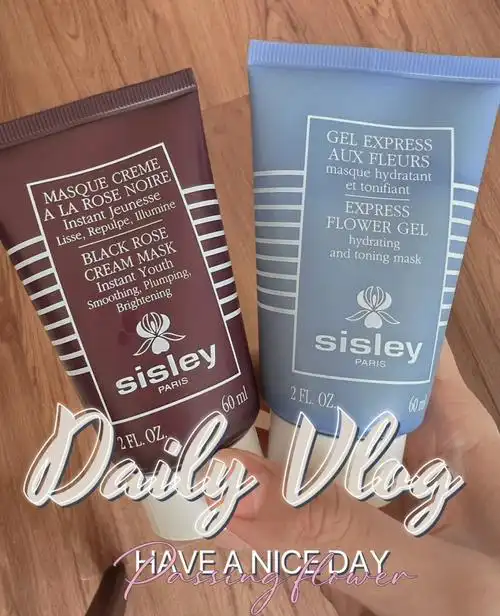 MASQUE CREME
A LA ROSE NOIRE
Instant Jeunesse
Lisse, Repulpe, Illumine
BLACK ROSE
CREAM MASK
Instant Youth
Smoothing, Plumping,
Brightening
sisley
PARIS
2 FL. OZ. 60 ml
GEL EXPRESS
AUX FLEURS
masque hydratant
et tonifiant
EXPRESS
FLOWER GEL
hydrating
and toning mask
sisley
PARIS
2 FL. OZ. 60 ml
Daily Vlog
HAVE A NICE DAY
Passing flower